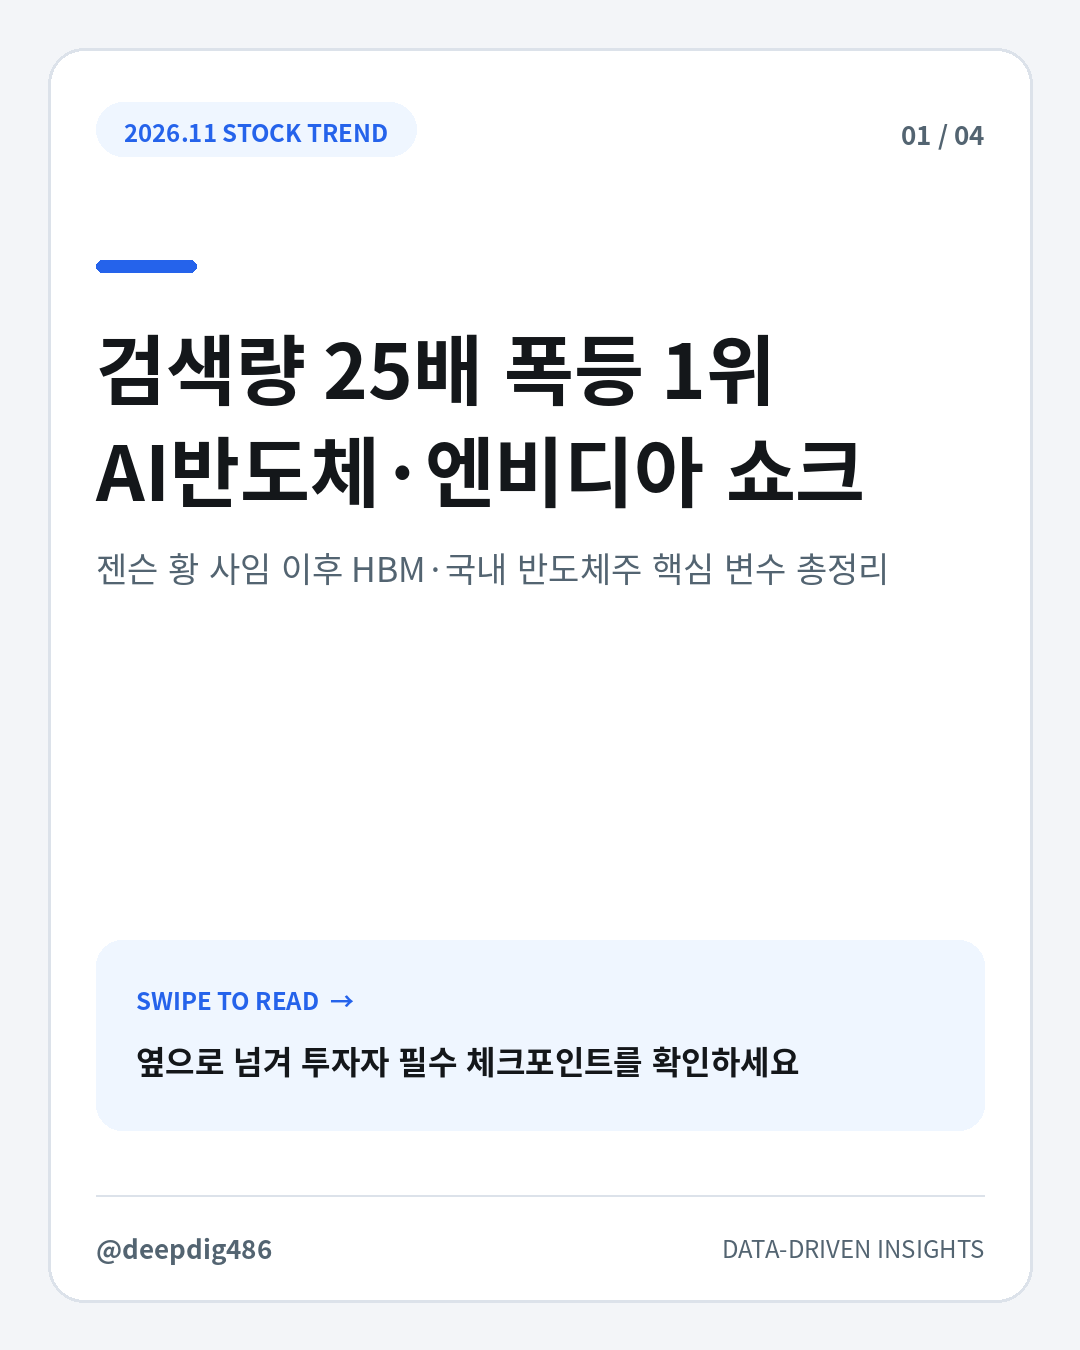 2026.11 STOCK TREND
01 / 04
검색량 25배 폭등 1위
AI반도체·엔비디아 쇼크
젠슨 황 사임 이후 HBM·국내 반도체주 핵심 변수 총정리
SWIPE TO READ →
옆으로 넘겨 투자자 필수 체크포인트를 확인하세요
@deepdig486
DATA-DRIVEN INSIGHTS